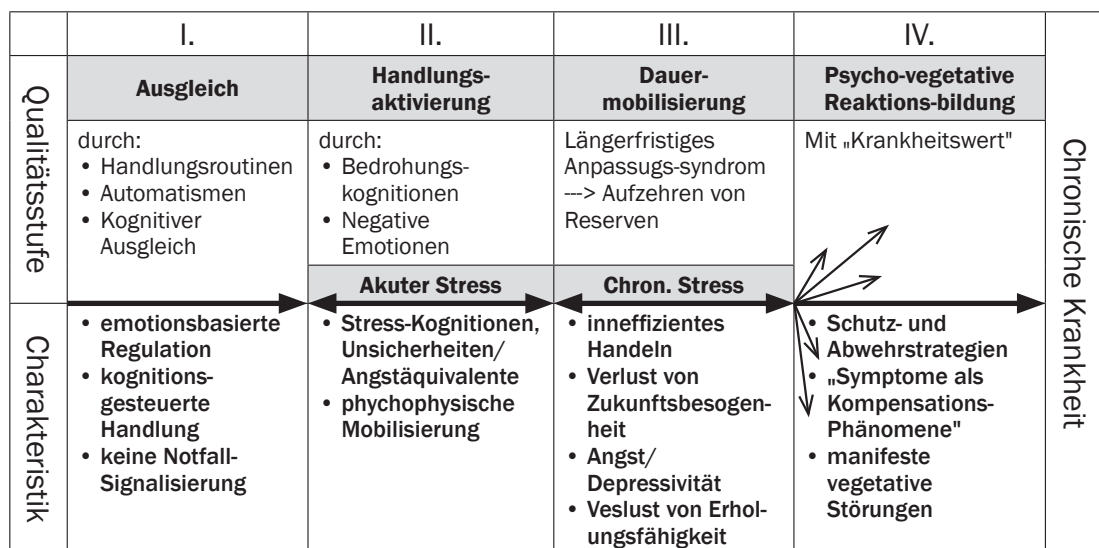 I.
II.
III.
IV.
Qualitätsstufe
Ausgleich
Handlungs-
aktivierung
Dauer-
mobilisierung
Psycho-vegetative
Reaktions-bildung
durch:
• Handlungsroutinen
• Automatismen
• Kognitiver
Ausgleich
durch:
• Bedrohungs-
kognitionen
• Negative
Emotionen
Längerfristiges
Anpassugs-syndrom
---> Aufzehren von
Reserven
Mit „Krankheitswert"
Akuter Stress
Chron. Stress
Charakteristik
• emotionsbasierte
Regulation
• kognitions-
gesteuerte
Handlung
• keine Notfall-
Signalisierung
• Stress-Kognitionen,
Unsicherheiten/
Angstäquivalente
• phychophysische
Mobilisierung
• inneffizientes
Handeln
• Verlust von
Zukunftsbesogen-
heit
• Angst/
Depressivität
• Veslust von Erhol-
ungsfähigkeit
• Schutz- und
Abwehrstrategien
• „Symptome als
Kompensations-
Phänomene"
• manifeste
vegetative
Störungen
Chronische Krankheit